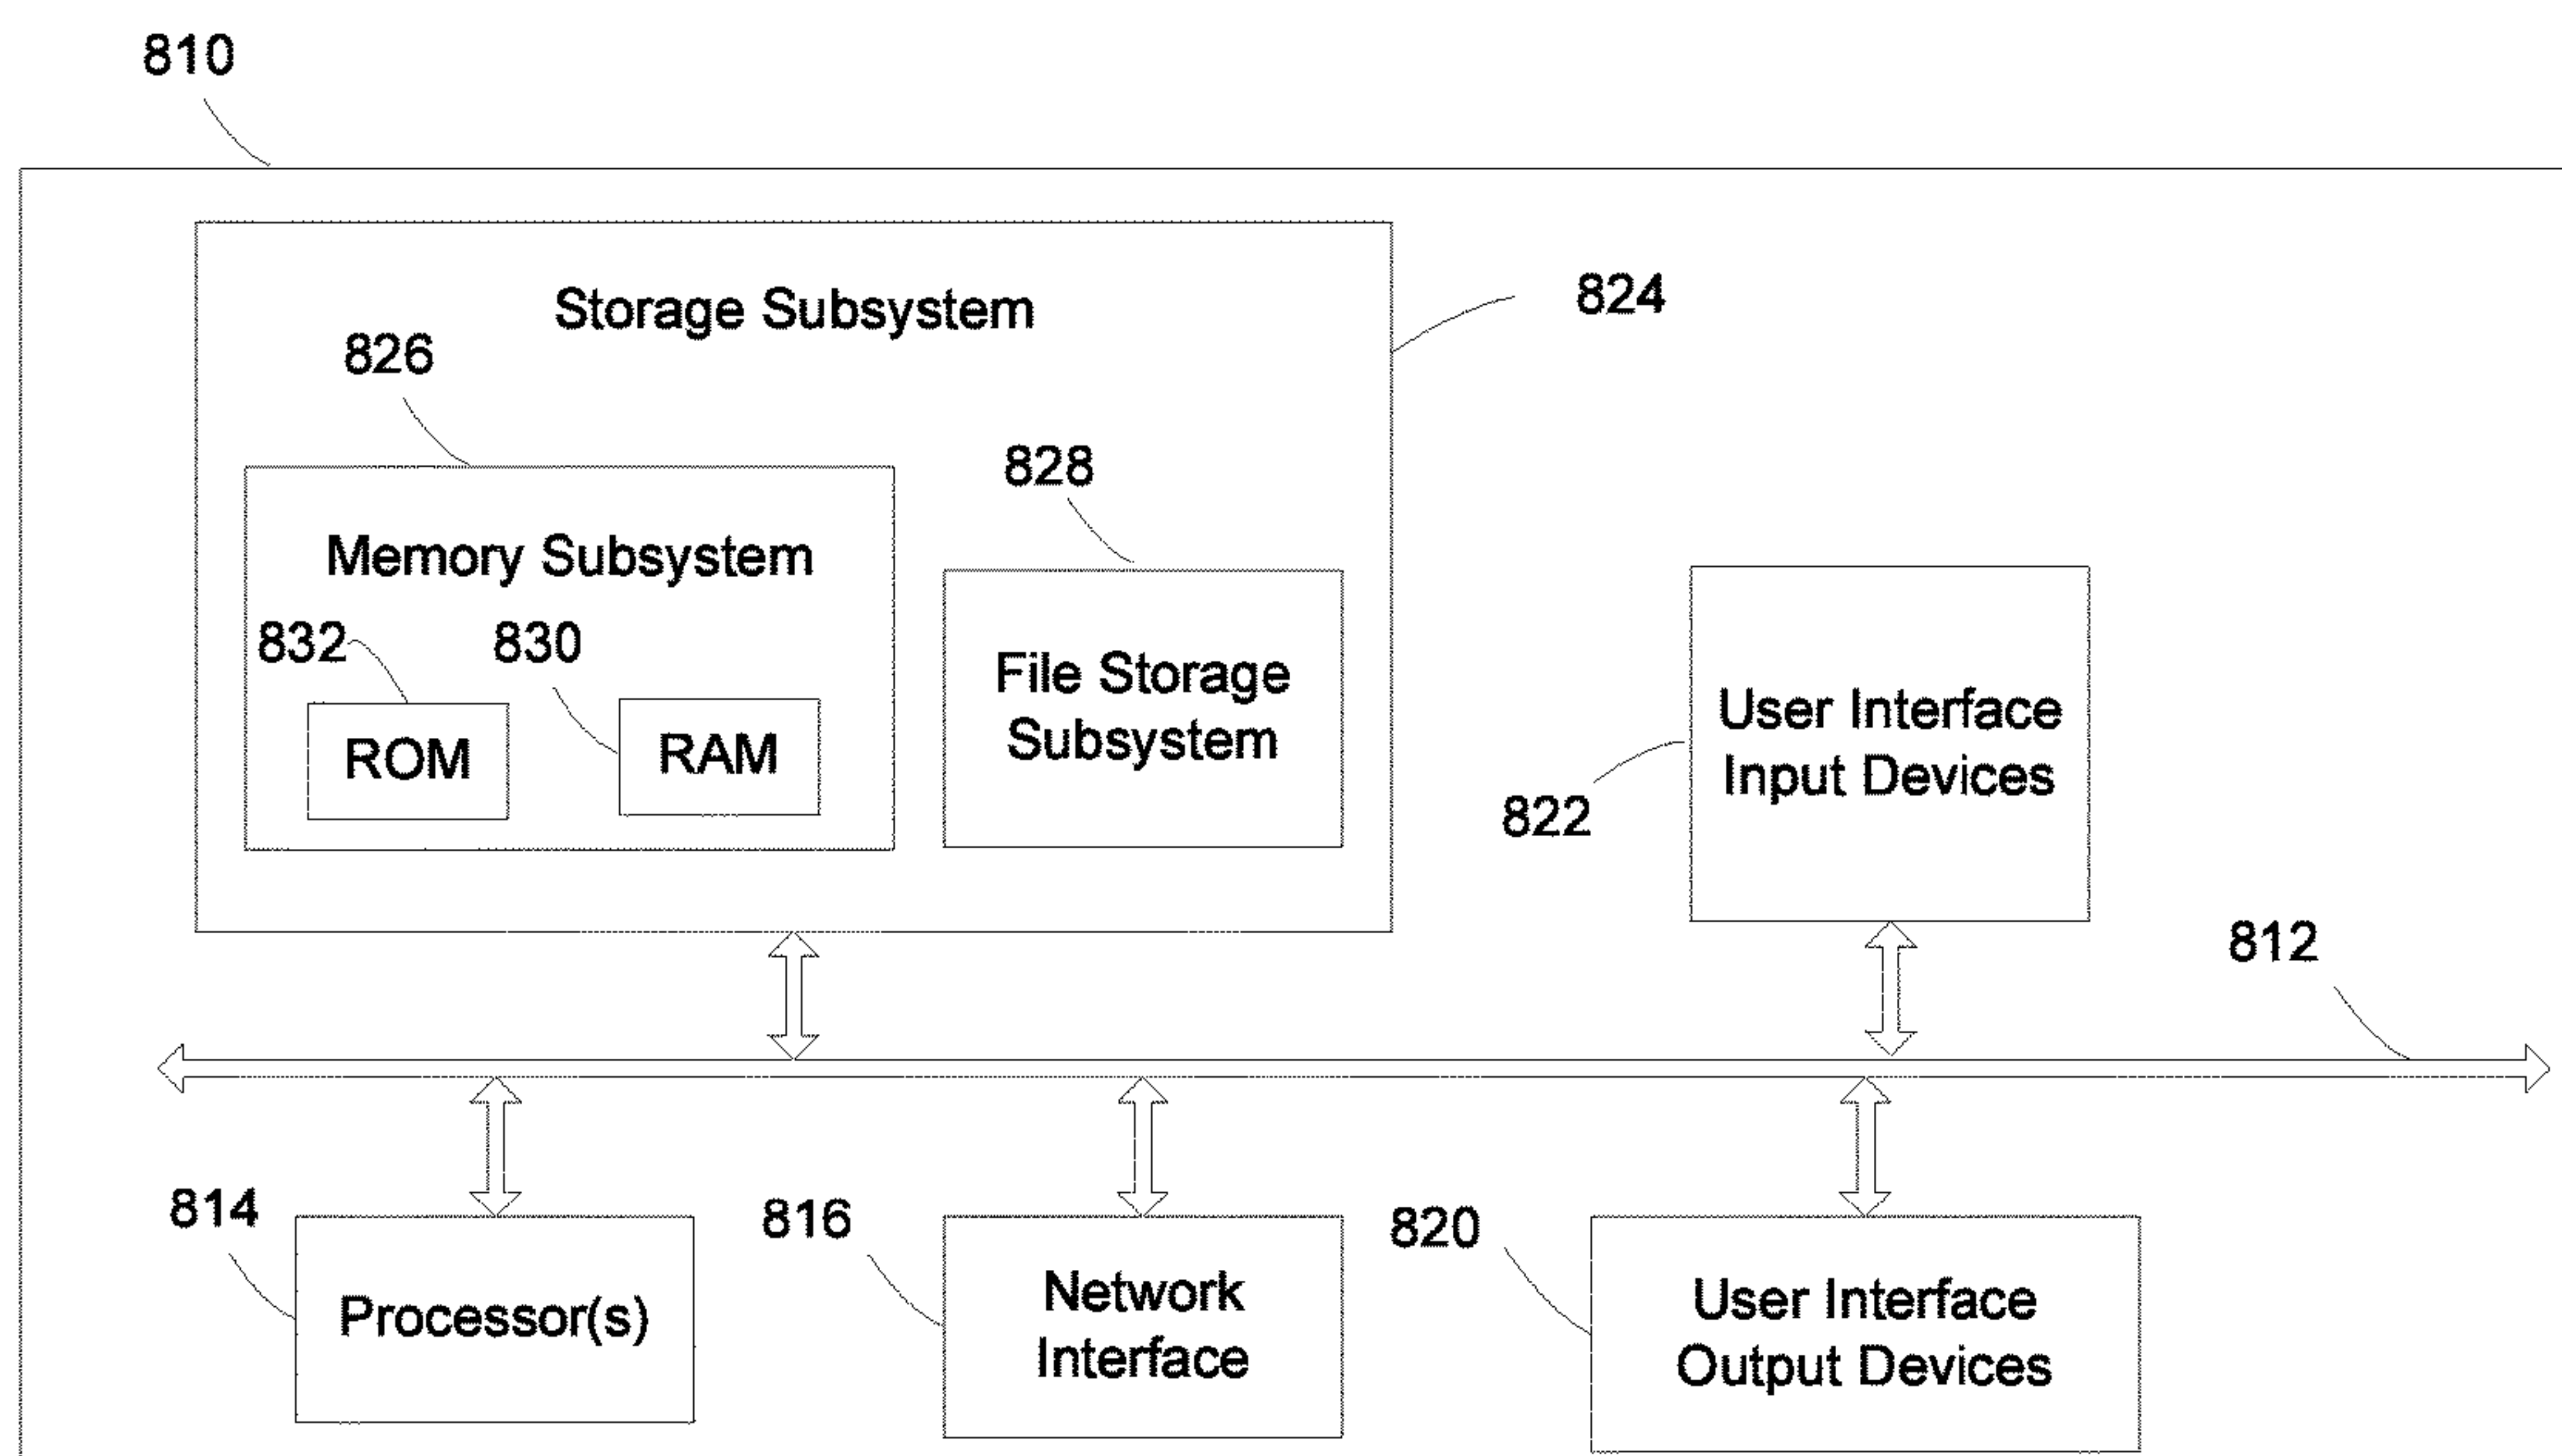 810
Storage Subsystem
824
826
828
Memory Subsystem
832
830
File Storage
Subsystem
ROM
RAM
User Interface
Input Devices
822
812
814
816
820
Processor(s)
Network
Interface
User Interface
Output Devices